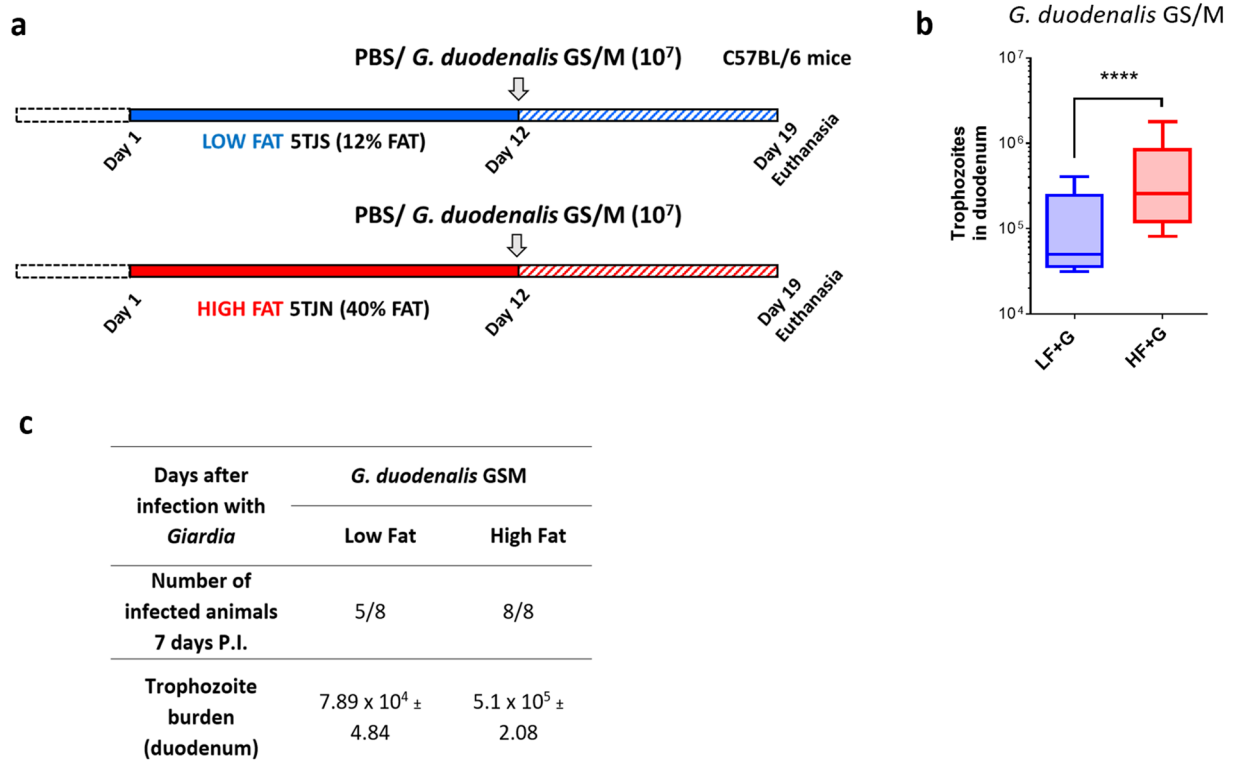 a
PBS/ G. duodenalis GS/M (10⁷) C57BL/6 mice
Day 1
LOW FAT 5TJS (12% FAT)
Day 12
Day 19
Euthanasia
PBS/ G. duodenalis GS/M (10⁷)
Day 1
HIGH FAT 5TJN (40% FAT)
Day 12
Day 19
Euthanasia
b
G. duodenalis GS/M
****
Trophozoites
in duodenum
10⁷
10⁶
10⁵
10⁴
LF+G
HF+G
c
Days after
infection with
Giardia
G. duodenalis GSM
Low Fat
High Fat
Number of
infected animals
7 days P.I.
5/8
8/8
Trophozoite
burden
(duodenum)
7.89 x 10⁴ ±
4.84
5.1 x 10⁵ ±
2.08